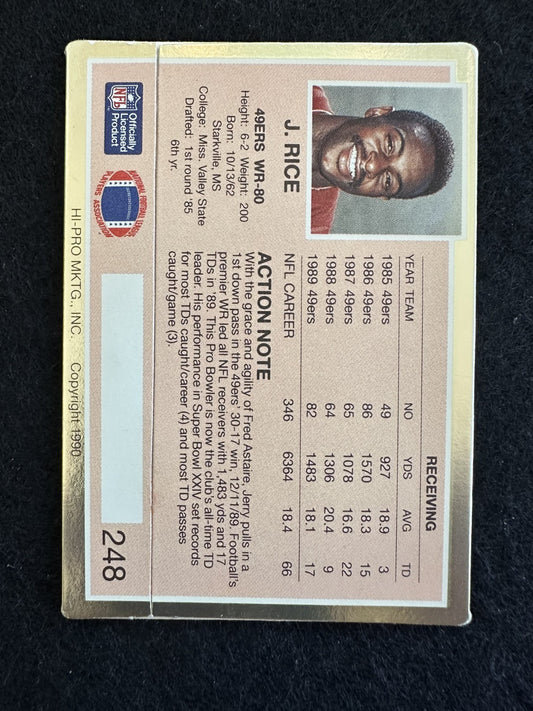 J. RICE
49ERS WR-80
Height: 6-2 Weight: 200
Born: 10/13/62
Starkville, MS
College: Miss. Valley State
Drafted: 1st round '85
6th yr.
RECEIVING
YEAR TEAM NO YDS AVG TD
1985 49ers 49 927 18.9 3
1986 49ers 86 1570 18.3 15
1987 49ers 65 1078 16.6 22
1988 49ers 64 1306 20.4 9
1989 49ers 82 1483 18.1 17
NFL CAREER 346 6364 18.4 66
ACTION NOTE
With the grace and agility of Fred Astaire, Jerry pulls in a
1st down pass in the 49ers' 30-17 win, 12/11/89. Football's
premier WR led all NFL receivers with 1,483 yds and 17
TDs in '89. This Pro Bowler is now the club's all-time TD
leader. His performance in Super Bowl XXIV set records
for most TDs caught/career (4) and most TD passes
caught/game (3).
NFL
Officially
Licensed
Product
NATIONAL FOOTBALL LEAGUE
PLAYERS ASSOCIATION
248
HI-PRO MKTG., INC. Copyright 1990